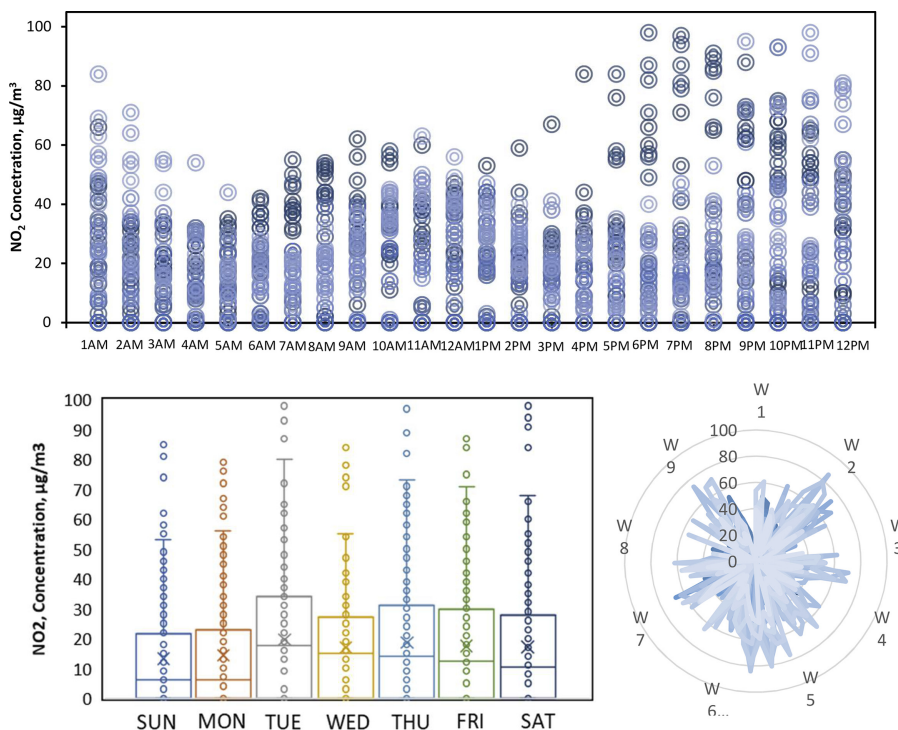 100
80
60
40
20
0
NO2 Concetration, µg/m³
1AM 2AM 3AM 4AM 5AM 6AM 7AM 8AM 9AM 10AM 11AM 12AM 1PM 2PM 3PM 4PM 5PM 6PM 7PM 8PM 9PM 10PM 11PM 12PM
100
90
80
70
60
50
40
30
20
10
0
NO2, Concentration, µg/m3
SUN MON TUE WED THU FRI SAT
W
1
W
2
W
3
W
4
W
5
W
6...
W
7
W
8
W
9
100
80
60
40
20
0